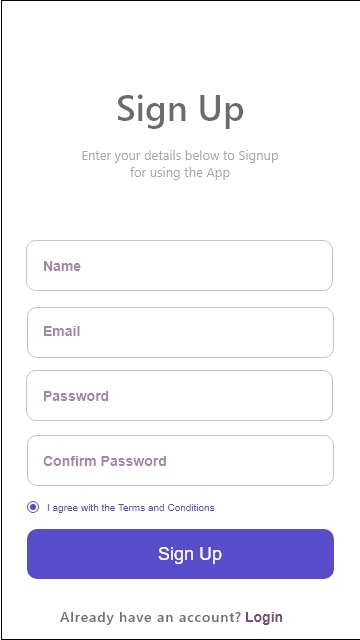 Sign Up
Enter your details below to Signup
for using the App
Name
Email
Password
Confirm Password
I agree with the Terms and Conditions
Sign Up
Already have an account? Login